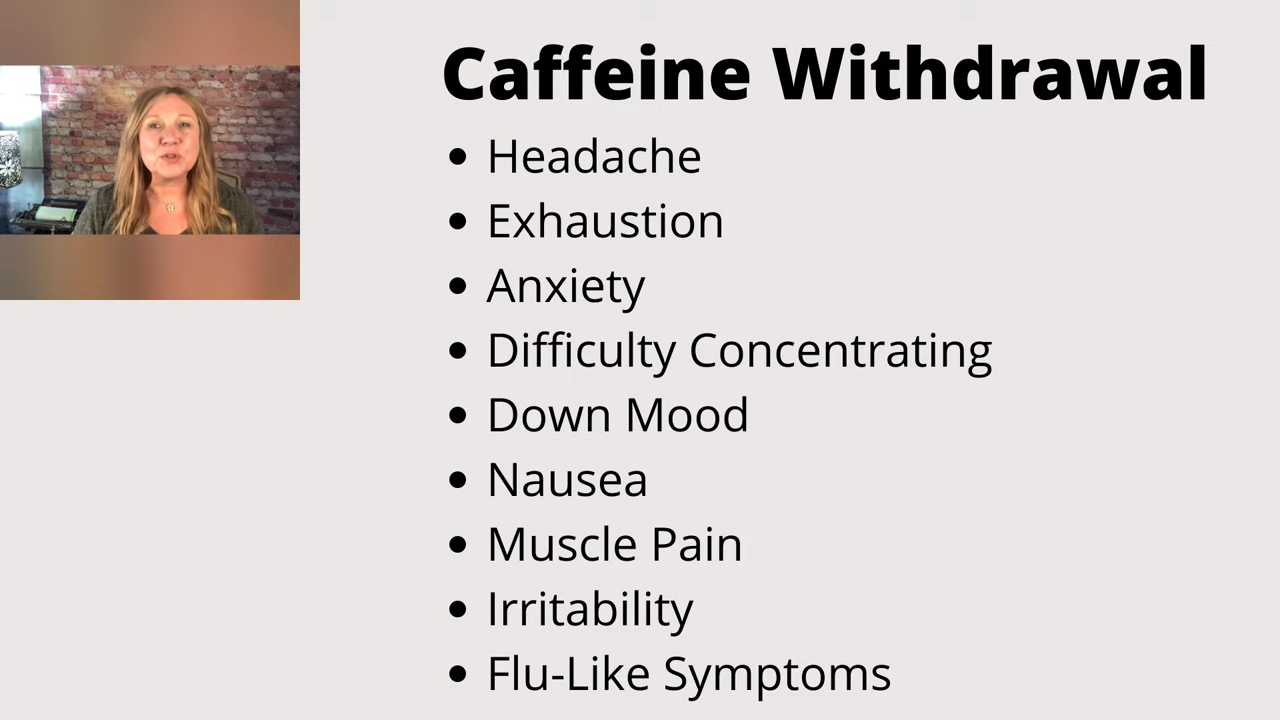 Caffeine Withdrawal
• Headache
• Exhaustion
• Anxiety
• Difficulty Concentrating
• Down Mood
• Nausea
• Muscle Pain
• Irritability
• Flu-Like Symptoms